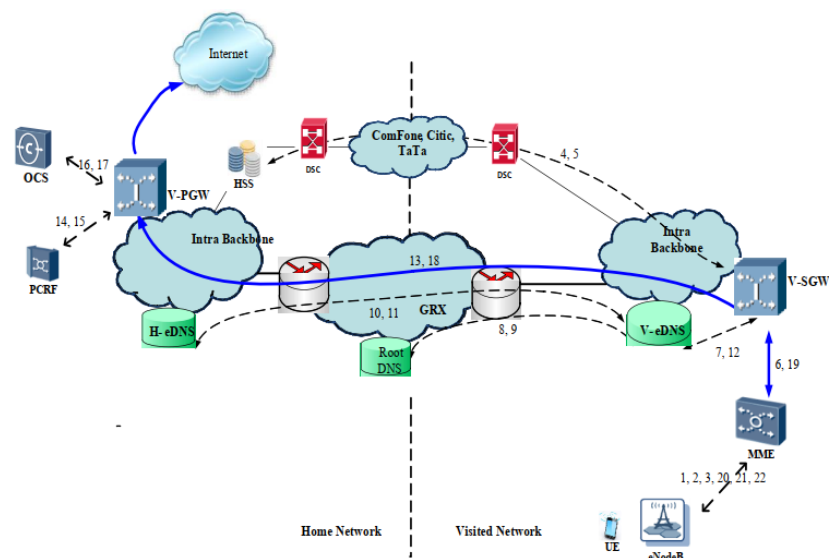 Internet
ComFone, Citic,
TaTa
4, 5
DSC
DSC
HSS
OCS
16, 17
V-PGW
14, 15
PCRF
Intra Backbone
Intra
Backbone
V-SGW
13, 18
GRX
10, 11
8, 9
H-eDNS
V-eDNS
7, 12
Root
DNS
6, 19
MME
1, 2, 3, 20, 21, 22
Home Network
Visited Network
UE
eNodeB